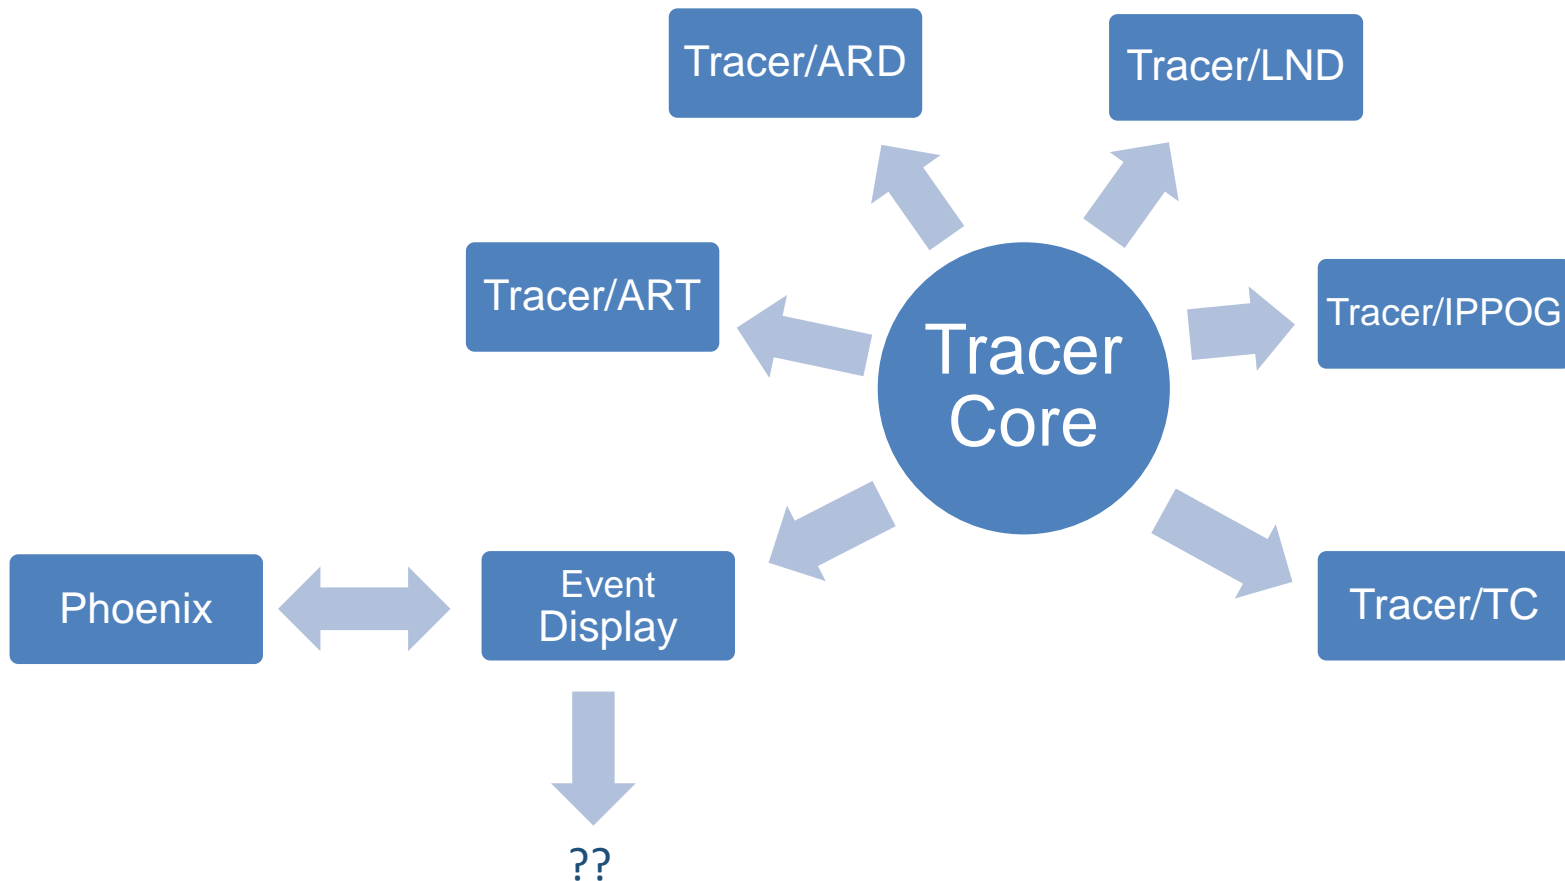 Tracer/ARD
Tracer/LND
Tracer/ART
Tracer/IPPOG
Tracer
Core
Phoenix
Event
Display
Tracer/TC
??